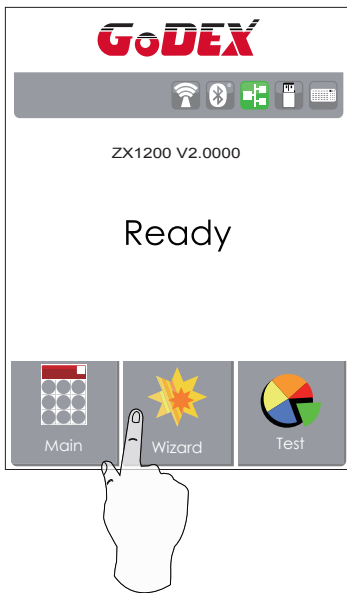 GoDEX
ZX1200 V2.0000
Ready
Main
Wizard
Test